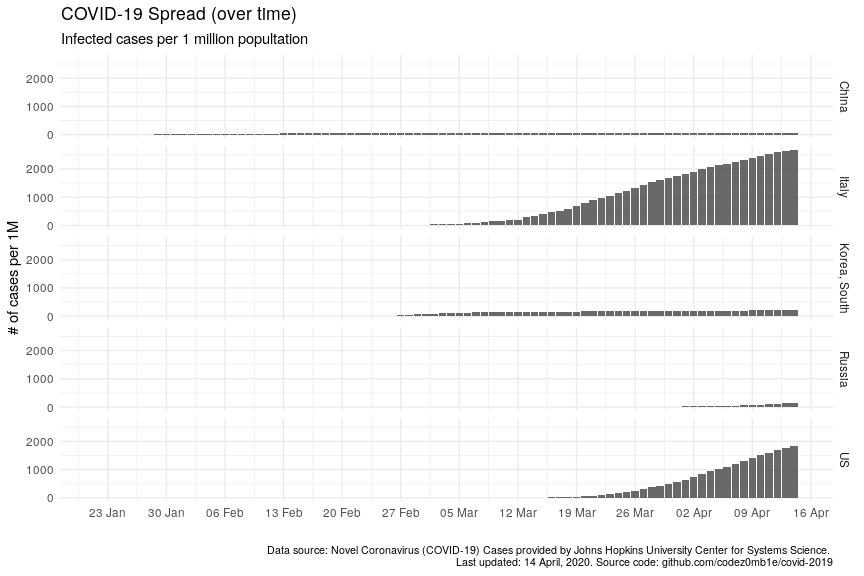 COVID-19 Spread (over time)
Infected cases per 1 million popultation
# of cases per 1M
2000
1000
0
China
2000
1000
0
Italy
2000
1000
0
Korea, South
2000
1000
0
Russia
2000
1000
0
US
23 Jan 30 Jan 06 Feb 13 Feb 20 Feb 27 Feb 05 Mar 12 Mar 19 Mar 26 Mar 02 Apr 09 Apr 16 Apr
Data source: Novel Coronavirus (COVID-19) Cases provided by Johns Hopkins University Center for Systems Science.
Last updated: 14 April, 2020. Source code: github.com/codez0mb1e/covid-2019